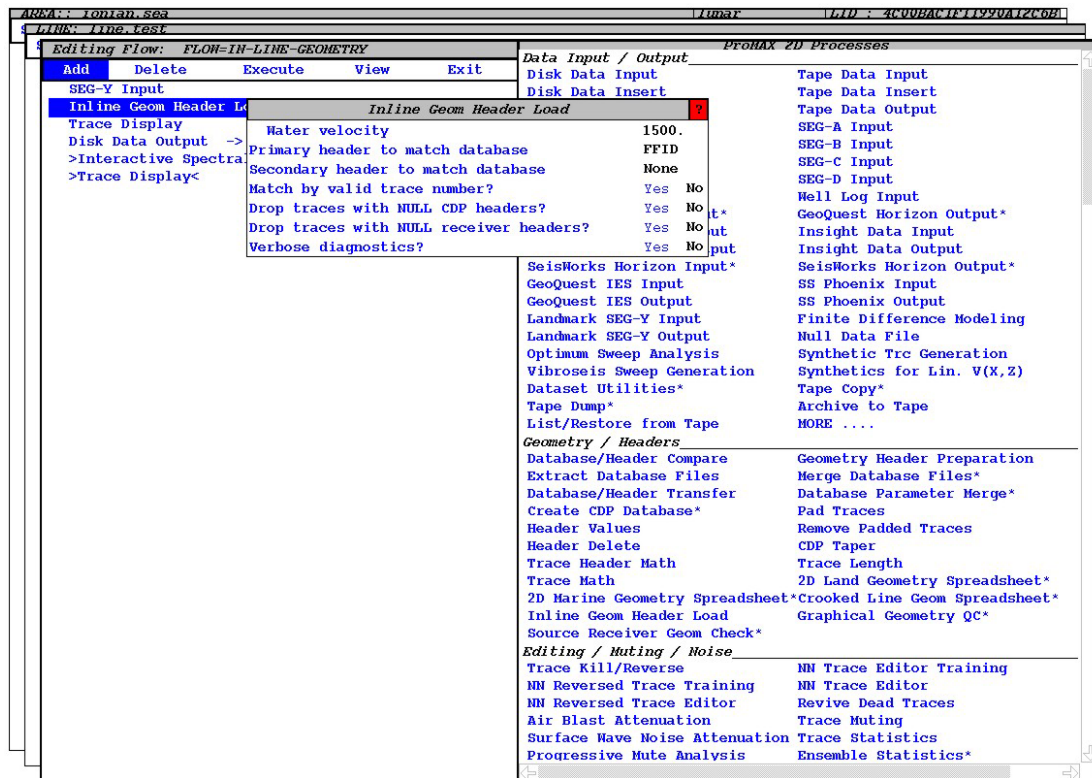 AREA:: ionian.sea lunar LID : 4C00BAC1F11990A12C6B
LINE: line.test
Editing Flow: FLOW=IN-LINE-GEOMETRY
Add Delete Execute View Exit
SEG-Y Input
Inline Geom Header Lo
Trace Display
Disk Data Output ->
>Interactive Spectra
>Trace Display<
Inline Geom Header Load ?
Water velocity 1500.
Primary header to match database FFID
Secondary header to match database None
Match by valid trace number? Yes No
Drop traces with NULL CDP headers? Yes No
Drop traces with NULL receiver headers? Yes No
Verbose diagnostics? Yes No
ProMAX 2D Processes
Data Input / Output
Disk Data Input Tape Data Input
Disk Data Insert Tape Data Insert
Tape Data Output
SEG-A Input
SEG-B Input
SEG-C Input
SEG-D Input
Well Log Input
ut* GeoQuest Horizon Output*
ut Insight Data Input
put Insight Data Output
SeisWorks Horizon Input* SeisWorks Horizon Output*
GeoQuest IES Input SS Phoenix Input
GeoQuest IES Output SS Phoenix Output
Landmark SEG-Y Input Finite Difference Modeling
Landmark SEG-Y Output Null Data File
Optimum Sweep Analysis Synthetic Trc Generation
Vibroseis Sweep Generation Synthetics for Lin. V(X,Z)
Dataset Utilities* Tape Copy*
Tape Dump* Archive to Tape
List/Restore from Tape MORE ....
Geometry / Headers
Database/Header Compare Geometry Header Preparation
Extract Database Files Merge Database Files*
Database/Header Transfer Database Parameter Merge*
Create CDP Database* Pad Traces
Header Values Remove Padded Traces
Header Delete CDP Taper
Trace Header Math Trace Length
Trace Math 2D Land Geometry Spreadsheet*
2D Marine Geometry Spreadsheet* Crooked Line Geom Spreadsheet*
Inline Geom Header Load Graphical Geometry QC*
Source Receiver Geom Check*
Editing / Muting / Noise
Trace Kill/Reverse NN Trace Editor Training
NN Reversed Trace Training NN Trace Editor
NN Reversed Trace Editor Revive Dead Traces
Air Blast Attenuation Trace Muting
Surface Wave Noise Attenuation Trace Statistics
Progressive Mute Analysis Ensemble Statistics*